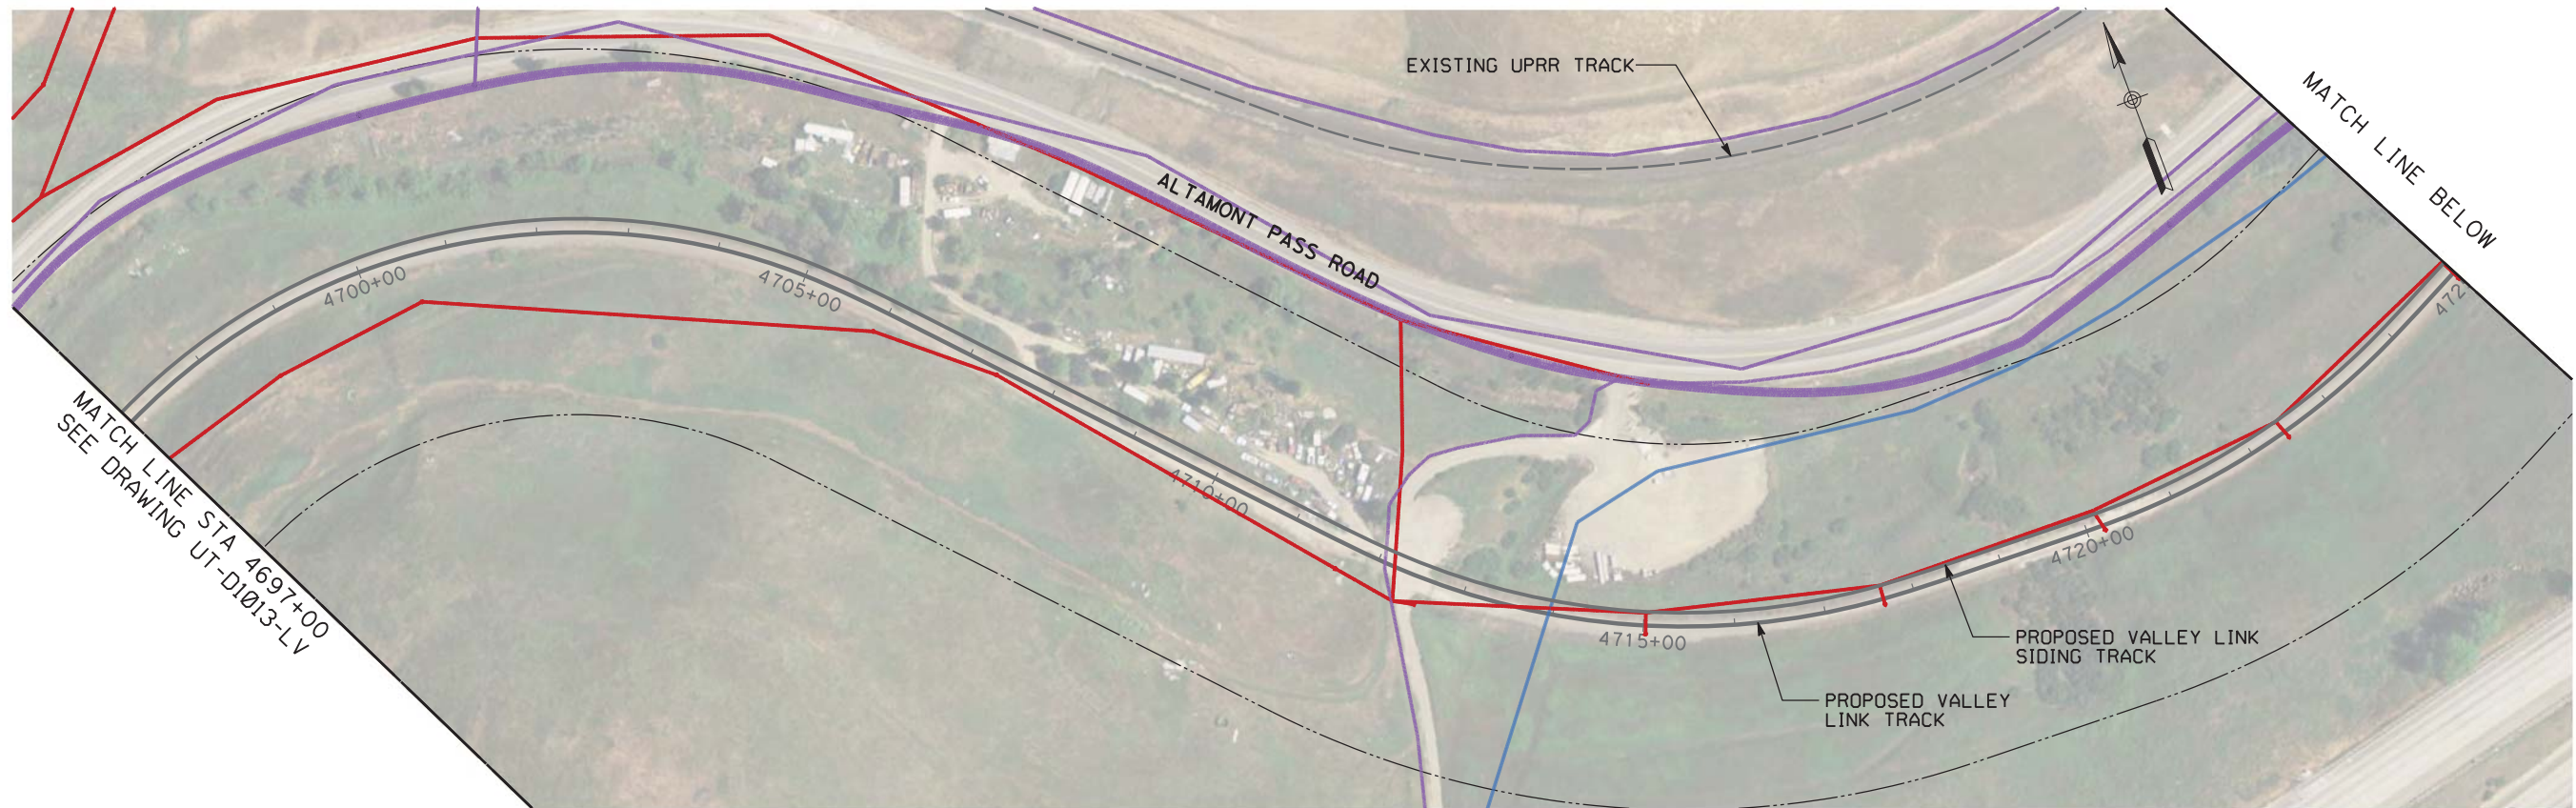 EXISTING UPRR TRACK
MATCH LINE BELOW
ALTAMONT PASS ROAD
4700+00
4705+00
4710+00
4715+00
4720+00
472
MATCH LINE STA 4697+00
SEE DRAWING UT-D1013-LV
PROPOSED VALLEY LINK
SIDING TRACK
PROPOSED VALLEY
LINK TRACK